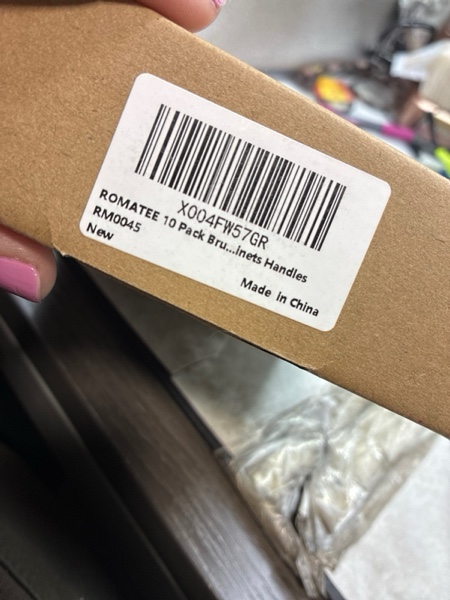 X004FW57GR
ROMATEE 10 Pack Bru...inets Handles
RM0045
New
Made in China